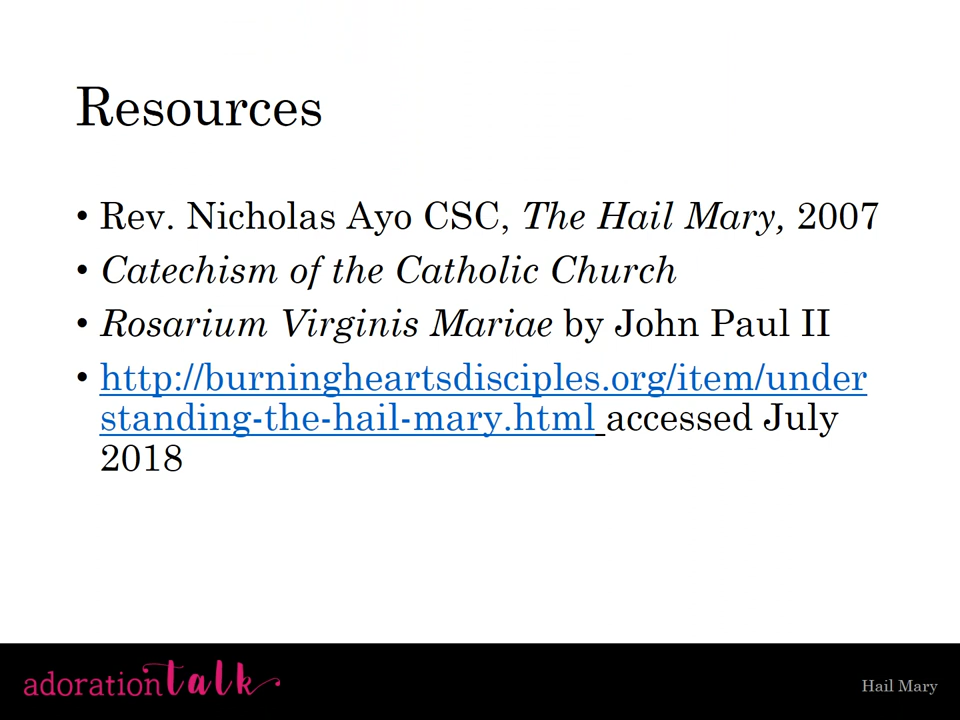 Resources
• Rev. Nicholas Ayo CSC, The Hail Mary, 2007
• Catechism of the Catholic Church
• Rosarium Virginis Mariae by John Paul II
• http://burningheartsdisciples.org/item/under
standing-the-hail-mary.html accessed July
2018
adorationtalk
Hail Mary